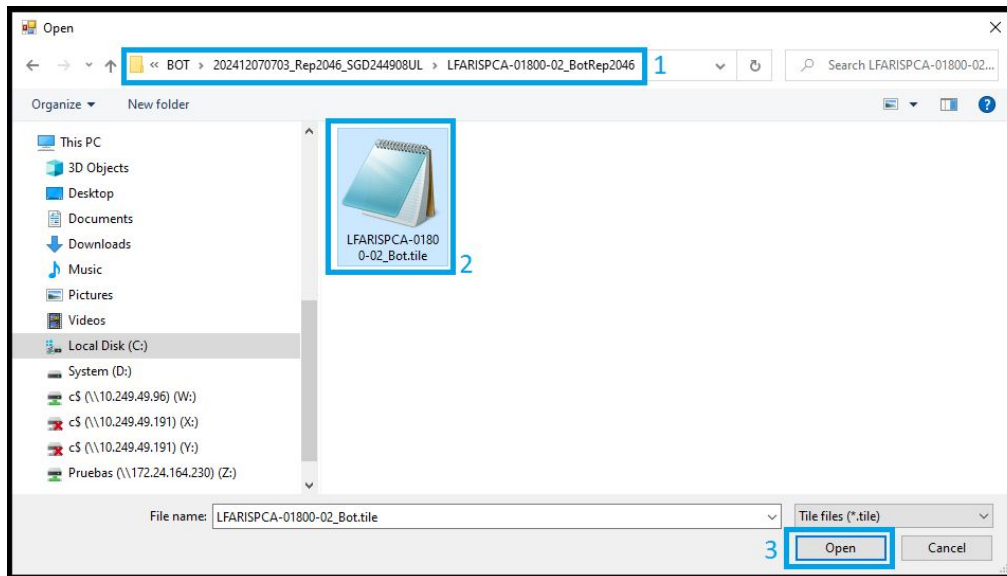 Open
« BOT › 202412070703_Rep2046_SGD244908UL › LFARISPCA-01800-02_BotRep2046
1
Search LFARISPCA-01800-02...
Organize
New folder
?
This PC
3D Objects
Desktop
Documents
Downloads
Music
Pictures
Videos
Local Disk (C:)
System (D:)
c$ (\\10.249.49.96) (W:)
c$ (\\10.249.49.191) (X:)
c$ (\\10.249.49.191) (Y:)
Pruebas (\\172.24.164.230) (Z:)
LFARISPCA-0180
0-02_Bot.tile
2
File name:
LFARISPCA-01800-02_Bot.tile
Tile files (*.tile)
3
Open
Cancel